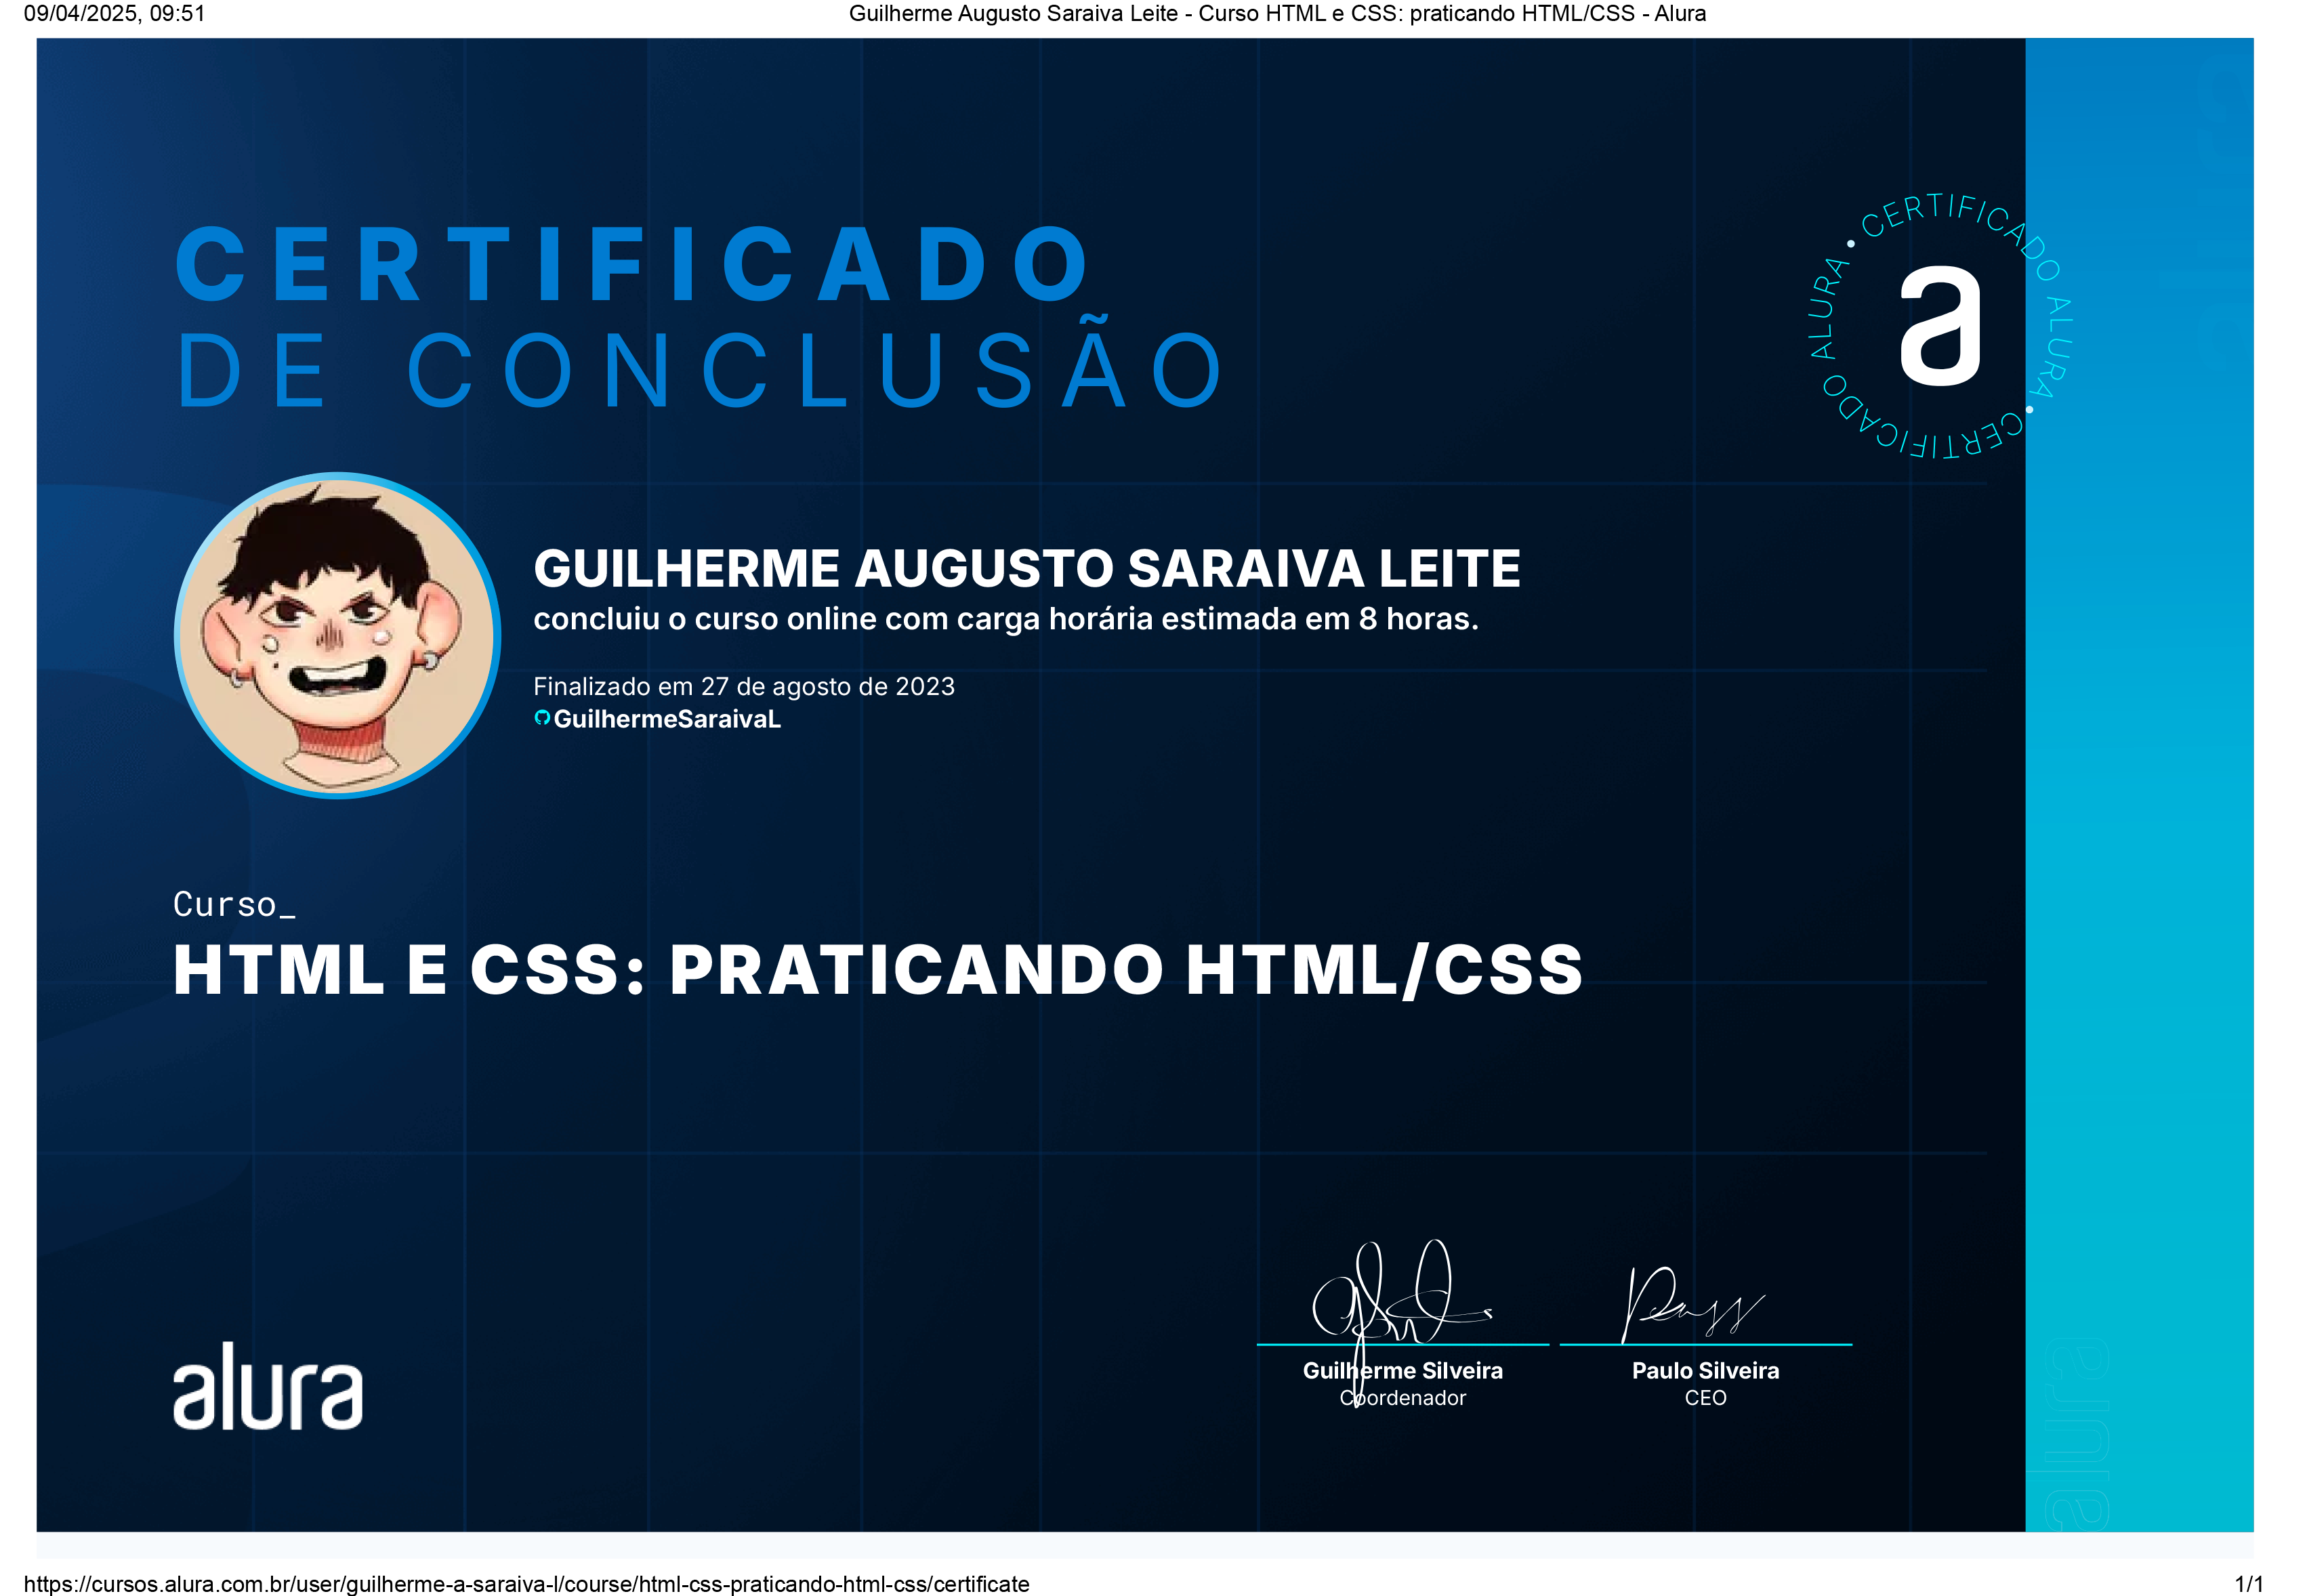 09/04/2025, 09:51
Guilherme Augusto Saraiva Leite - Curso HTML e CSS: praticando HTML/CSS - Alura
CERTIFICADO
DE CONCLUSÃO
CERTIFICADO ALURA • CERTIFICADO ALURA •
a
GUILHERME AUGUSTO SARAIVA LEITE
concluiu o curso online com carga horária estimada em 8 horas.
Finalizado em 27 de agosto de 2023
GuilhermeSaraivaL
Curso_
HTML E CSS: PRATICANDO HTML/CSS
alura
Guilherme Silveira
Coordenador
Paulo Silveira
CEO
alura
https://cursos.alura.com.br/user/guilherme-a-saraiva-l/course/html-css-praticando-html-css/certificate
1/1